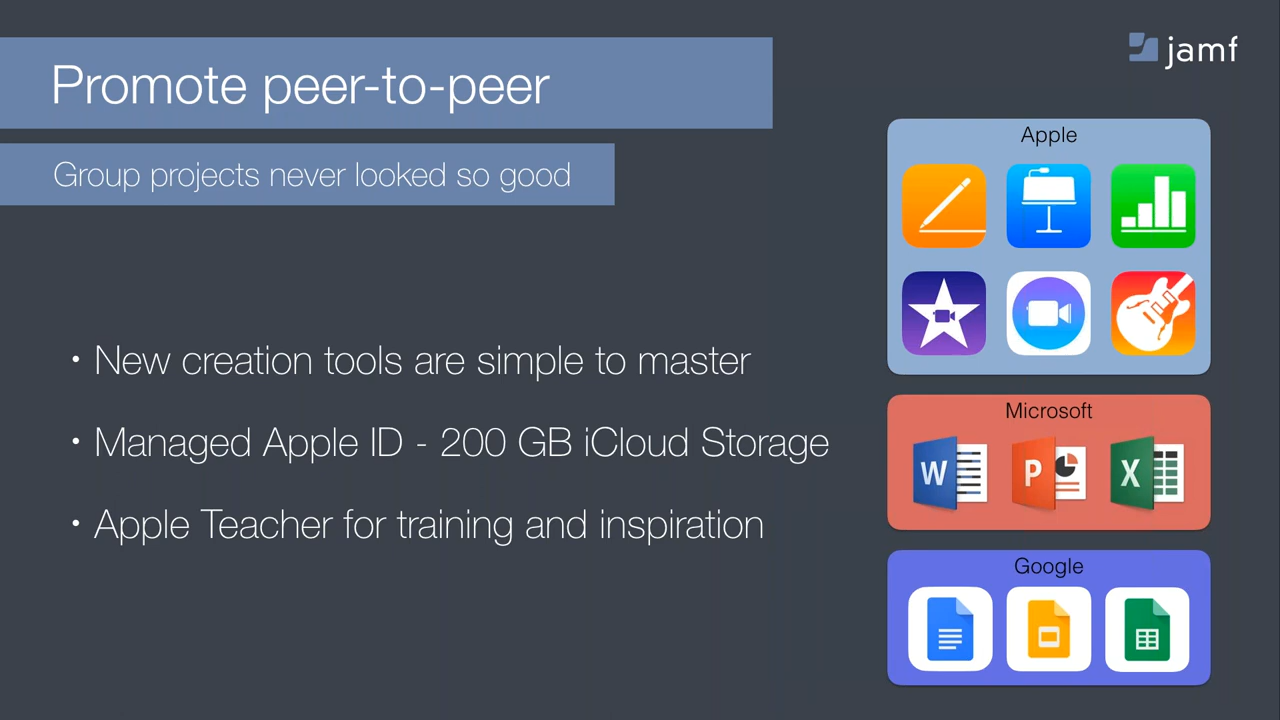 Promote peer-to-peer
jamf
Group projects never looked so good
• New creation tools are simple to master
• Managed Apple ID - 200 GB iCloud Storage
• Apple Teacher for training and inspiration
Apple
Microsoft
W P X
Google